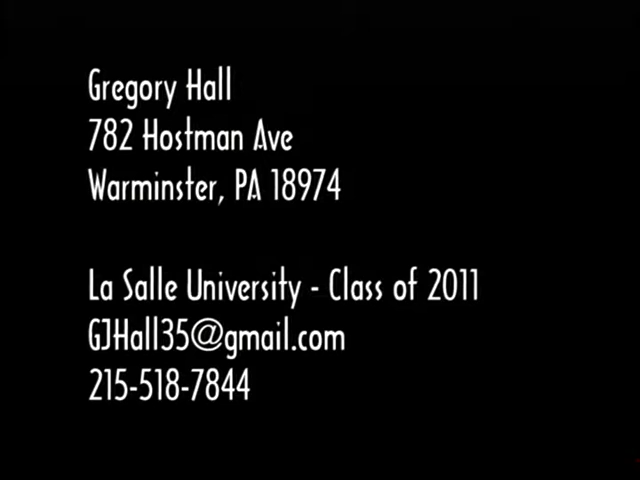 Gregory Hall
782 Hostman Ave
Warminster, PA 18974
La Salle University - Class of 2011
GJHall35@gmail.com
215-518-7844